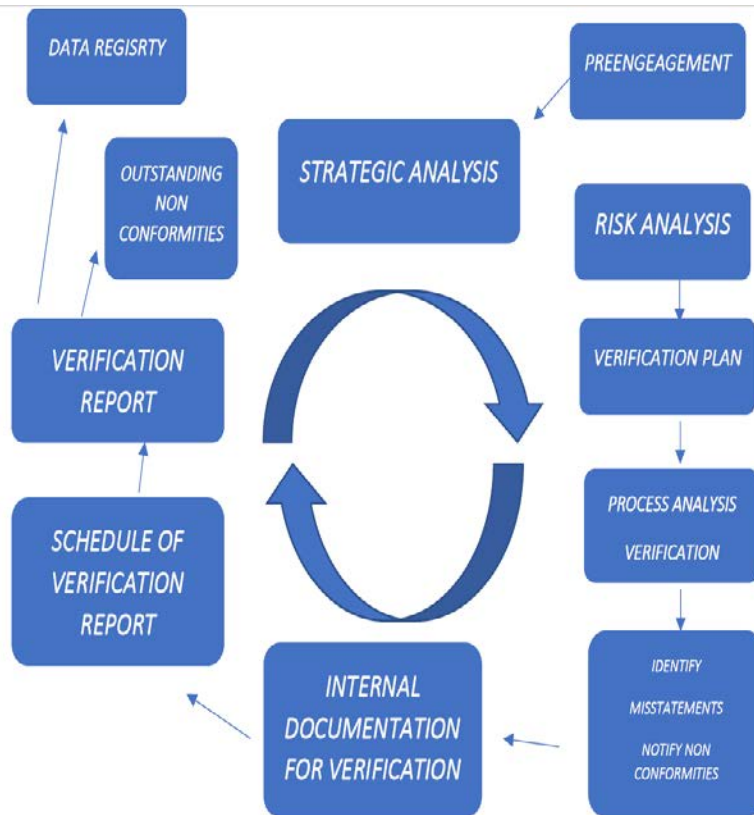 DATA REGISRTY
PREENGEAGEMENT
OUTSTANDING
NON
CONFORMITIES
STRATEGIC ANALYSIS
RISK ANALYSIS
VERIFICATION
REPORT
VERIFICATION PLAN
SCHEDULE OF
VERIFICATION
REPORT
PROCESS ANALYSIS
VERIFICATION
INTERNAL
DOCUMENTATION
FOR VERIFICATION
IDENTIFY
MISSTATEMENTS
NOTIFY NON
CONFORMITIES